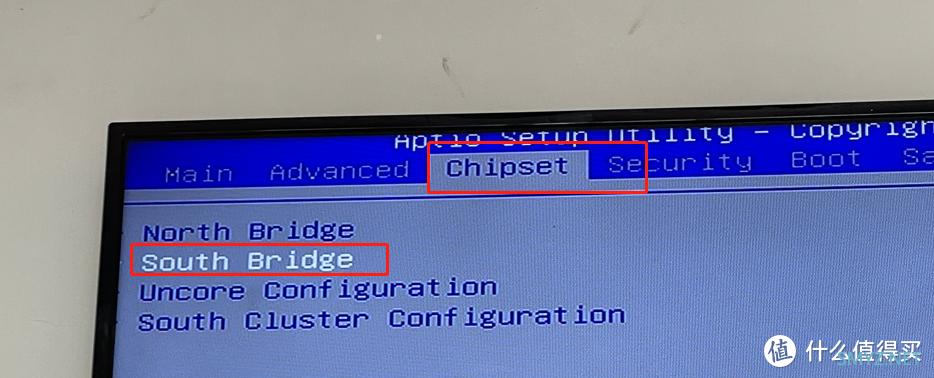 Aptio Setup Utility – Copyrigh
Main Advanced Chipset Security Boot Sa
North Bridge
South Bridge
Uncore Configuration
South Cluster Configuration
值 什么值得买